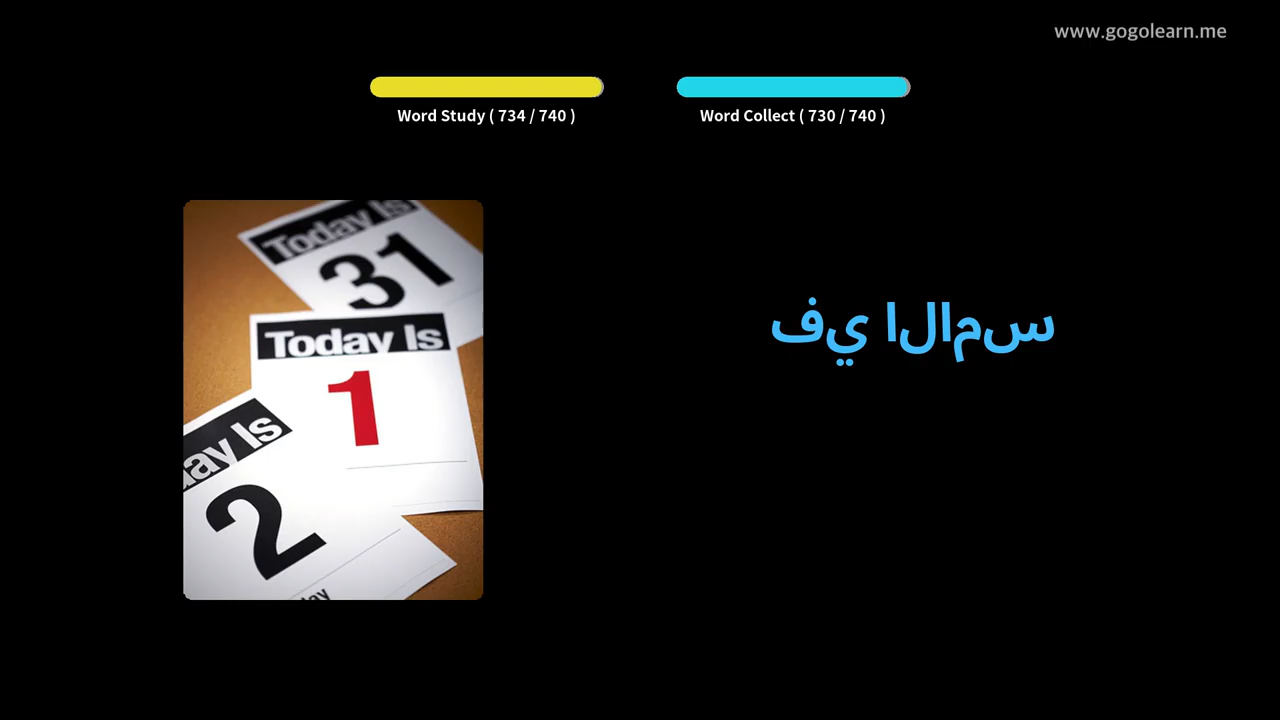 www.gogolearn.me
Word Study ( 734 / 740 )
Word Collect ( 730 / 740 )
Today Is
31
Today Is
1
day Is
2
في الامس